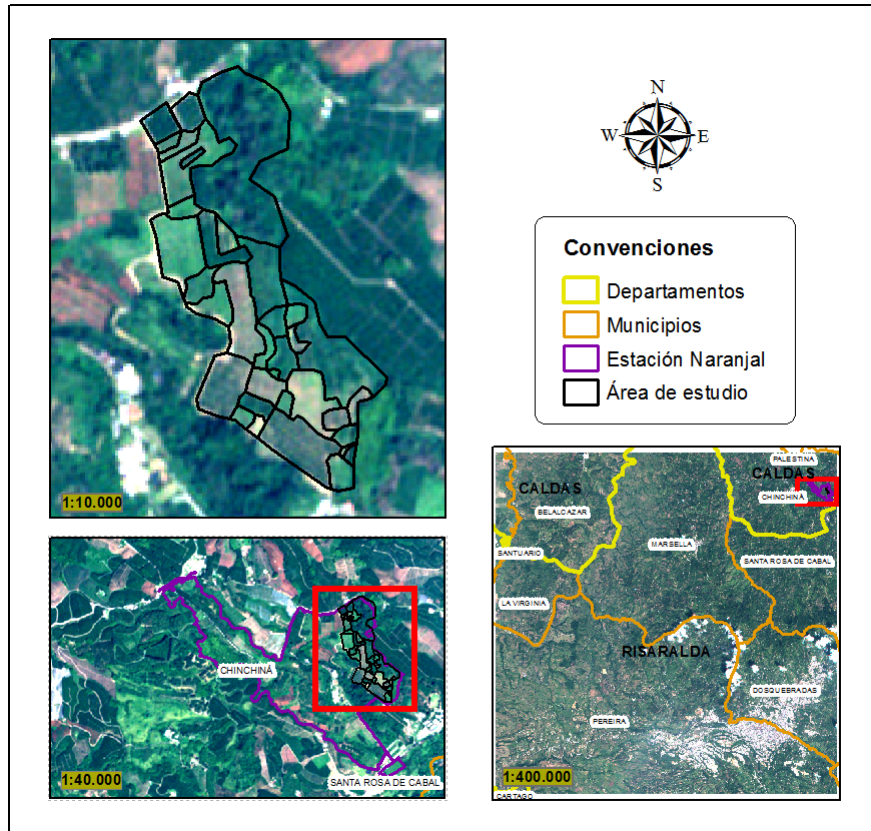 N
W E
S
Convenciones
Departamentos
Municipios
Estación Naranjal
Área de estudio
1:10.000
CHINCHINÁ
SANTA ROSA DE CABAL
1:40.000
PALESTINA
CALDAS
CALDAS
CHINCHINÁ
BELALCAZAR
MARSELLA
SANTUARIO
SANTA ROSA DE CABAL
LA VIRGINIA
RISARALDA
DOSQUEBRADAS
PEREIRA
1:400.000
CARTAGO